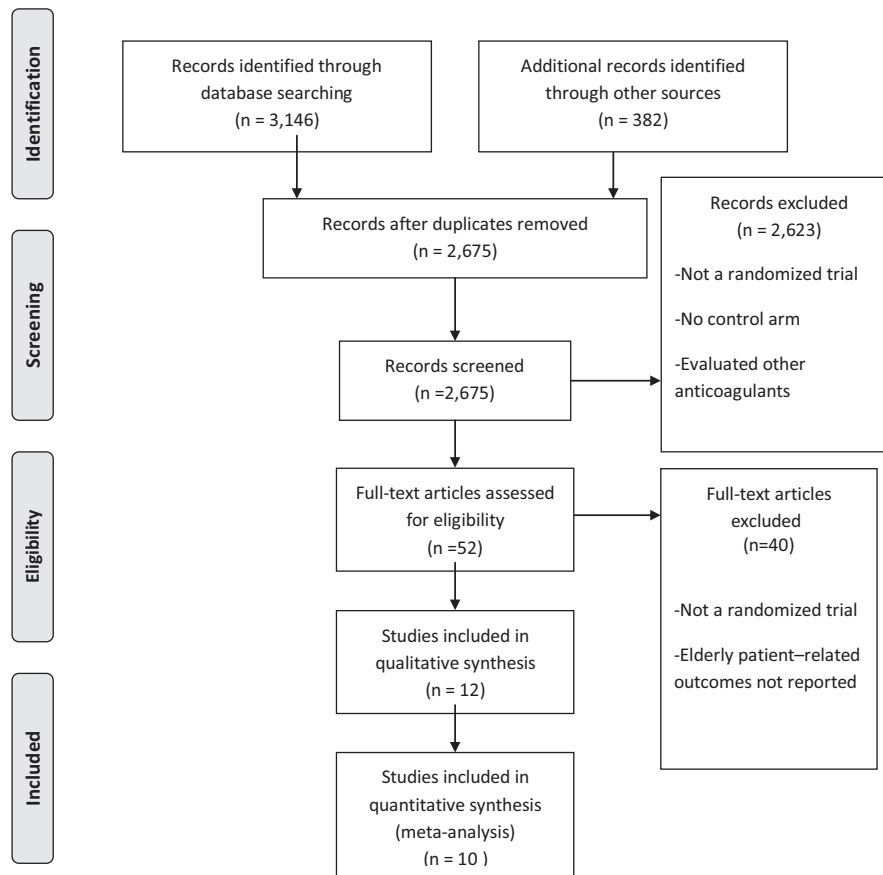 Identification
Records identified through
database searching
(n = 3,146)
Additional records identified
through other sources
(n = 382)
Records after duplicates removed
(n = 2,675)
Screening
Records screened
(n =2,675)
Records excluded
(n = 2,623)
-Not a randomized trial
-No control arm
-Evaluated other
anticoagulants
Eligibility
Full-text articles assessed
for eligibility
(n =52)
Full-text articles
excluded
(n=40)
-Not a randomized trial
-Elderly patient–related
outcomes not reported
Studies included in
qualitative synthesis
(n = 12)
Included
Studies included in
quantitative synthesis
(meta-analysis)
(n = 10 )